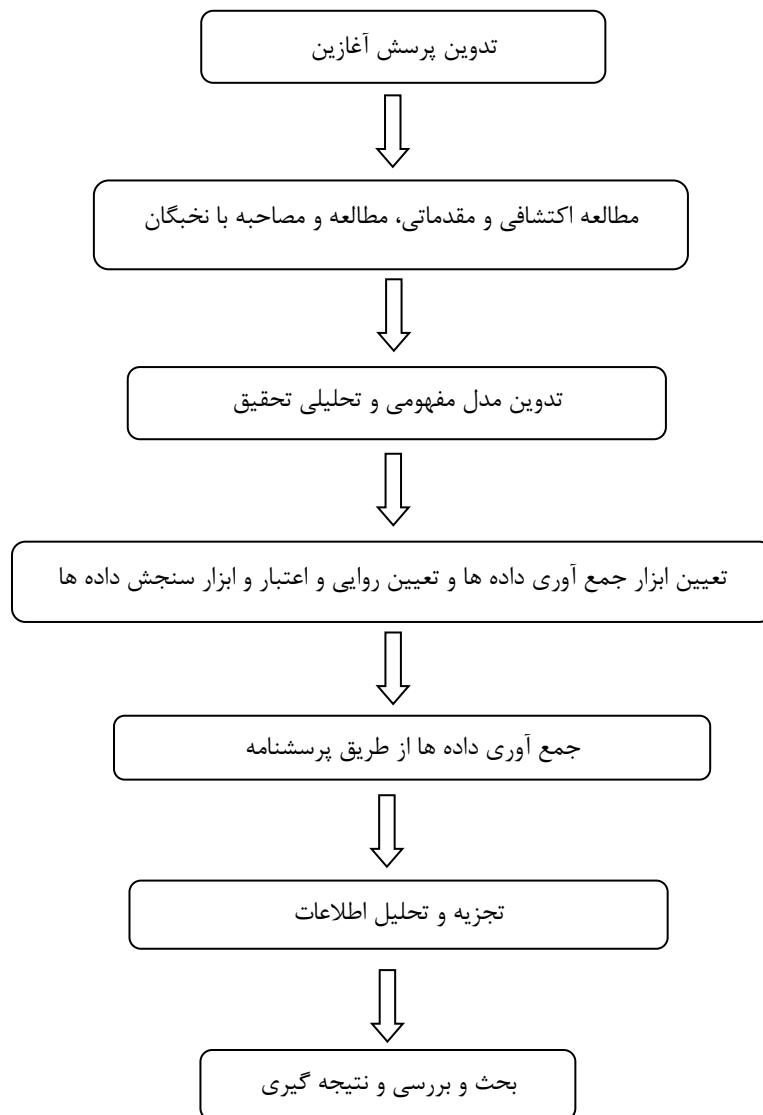 تدوین پرسش آغازین
مطالعه اکتشافی و مقدماتی، مطالعه و مصاحبه با نخبگان
تدوین مدل مفهومی و تحلیلی تحقیق
تعیین ابزار جمع آوری داده ها و تعیین روایی و اعتبار و ابزار سنجش داده ها
جمع آوری داده ها از طریق پرسشنامه
تجزیه و تحلیل اطلاعات
بحث و بررسی و نتیجه گیری